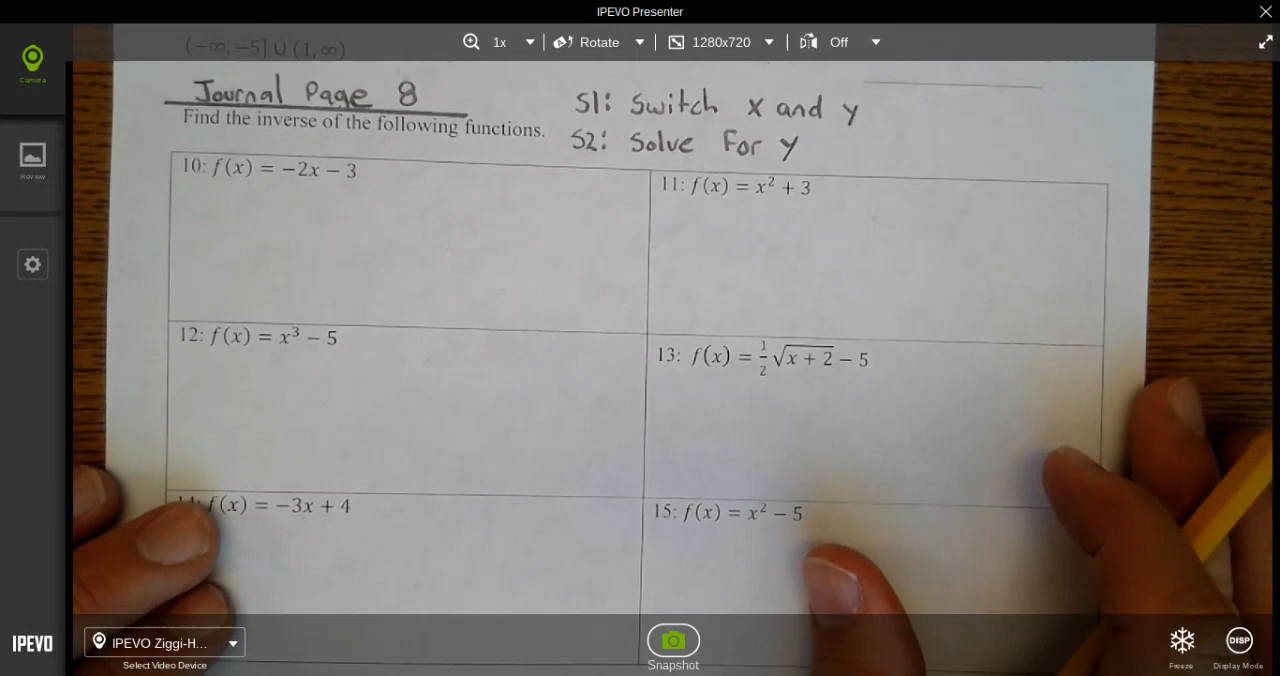 IPEVO Presenter
1x
Rotate
1280x720
Off
Camera
Review
(−∞, −5] ∪ (1, ∞)
Journal Page 8
S1: Switch x and y
Find the inverse of the following functions.
S2: Solve For y
10: f(x) = −2x − 3
11: f(x) = x² + 3
12: f(x) = x³ − 5
13: f(x) = ½√(x + 2) − 5
14: f(x) = −3x + 4
15: f(x) = x² − 5
IPEVO
IPEVO Ziggi-H...
Select Video Device
Snapshot
Freeze
DISP
Display Mode